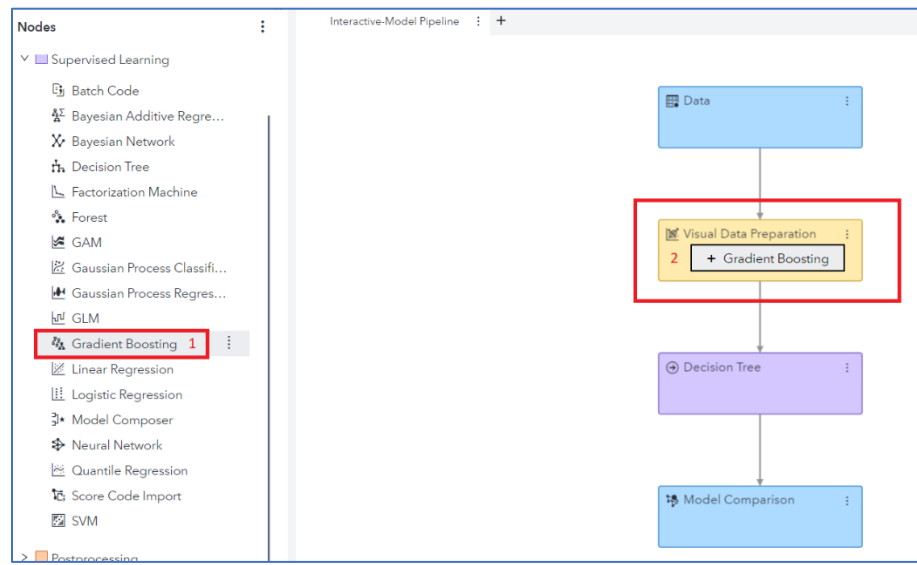 Nodes
Supervised Learning
Batch Code
Bayesian Additive Regre...
Bayesian Network
Decision Tree
Factorization Machine
Forest
GAM
Gaussian Process Classifi...
Gaussian Process Regres...
GLM
Gradient Boosting 1
Linear Regression
Logistic Regression
Model Composer
Neural Network
Quantile Regression
Score Code Import
SVM
Postprocessing
Interactive-Model Pipeline +
Data
Visual Data Preparation
2 + Gradient Boosting
Decision Tree
Model Comparison